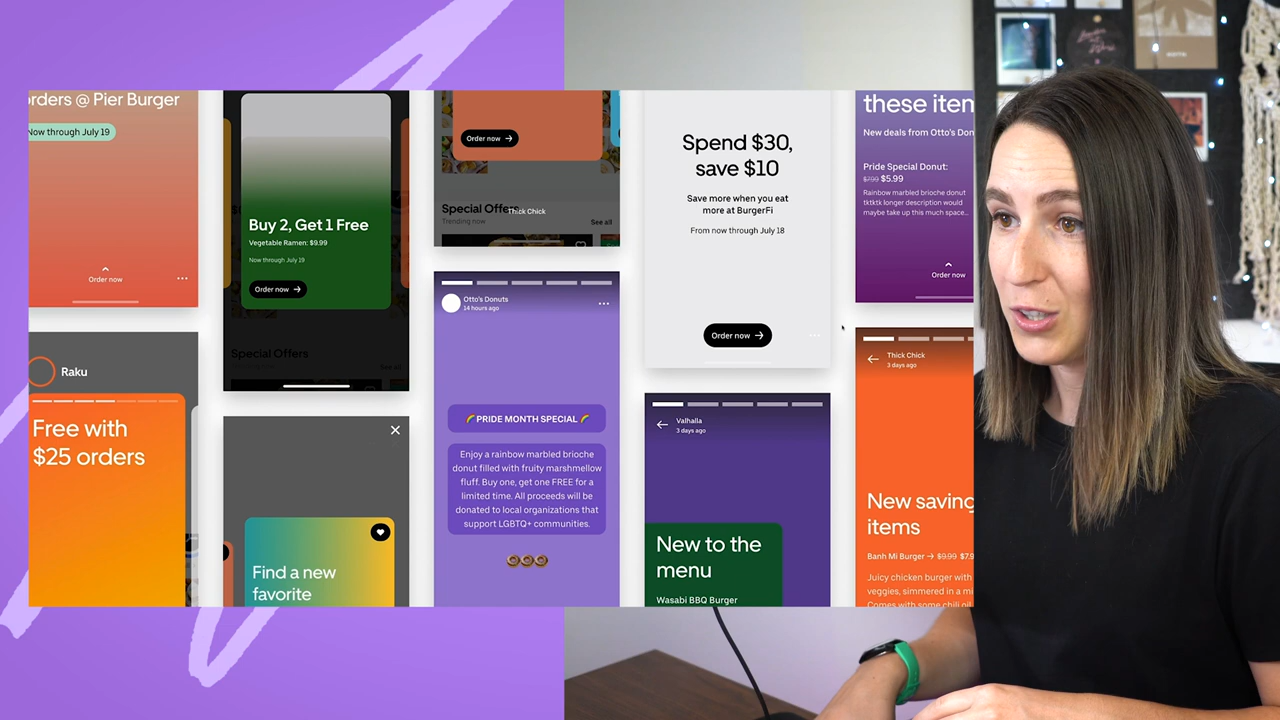 orders @ Pier Burger
Now through July 19
Order now
Raku
Free with
$25 orders
Buy 2, Get 1 Free
Vegetable Ramen: $9.99
Now through July 19
Order now →
Special Offers
See all
Find a new
favorite
Order now →
Special Offers
Thick Chick
Trending now
See all
Otto's Donuts
14 hours ago
🌈PRIDE MONTH SPECIAL🌈
Enjoy a rainbow marbled brioche
donut filled with fruity marshmellow
fluff. Buy one, get one FREE for a
limited time. All proceeds will be
donated to local organizations that
support LGBTQ+ communities.
🍩🍩🍩
Spend $30,
save $10
Save more when you eat
more at BurgerFi
From now through July 18
Order now →
Valhalla
3 days ago
New to the
menu
Wasabi BBQ Burger
these item
New deals from Otto's Don
Pride Special Donut:
$7.99 $5.99
Rainbow marbled brioche donut
tktktk longer description would
maybe take up this much space...
Order now
Thick Chick
3 days ago
New saving
items
Banh Mi Burger → $9.99 $7.9
Juicy chicken burger with
veggies, simmered in a mi
Comes with some chili oil